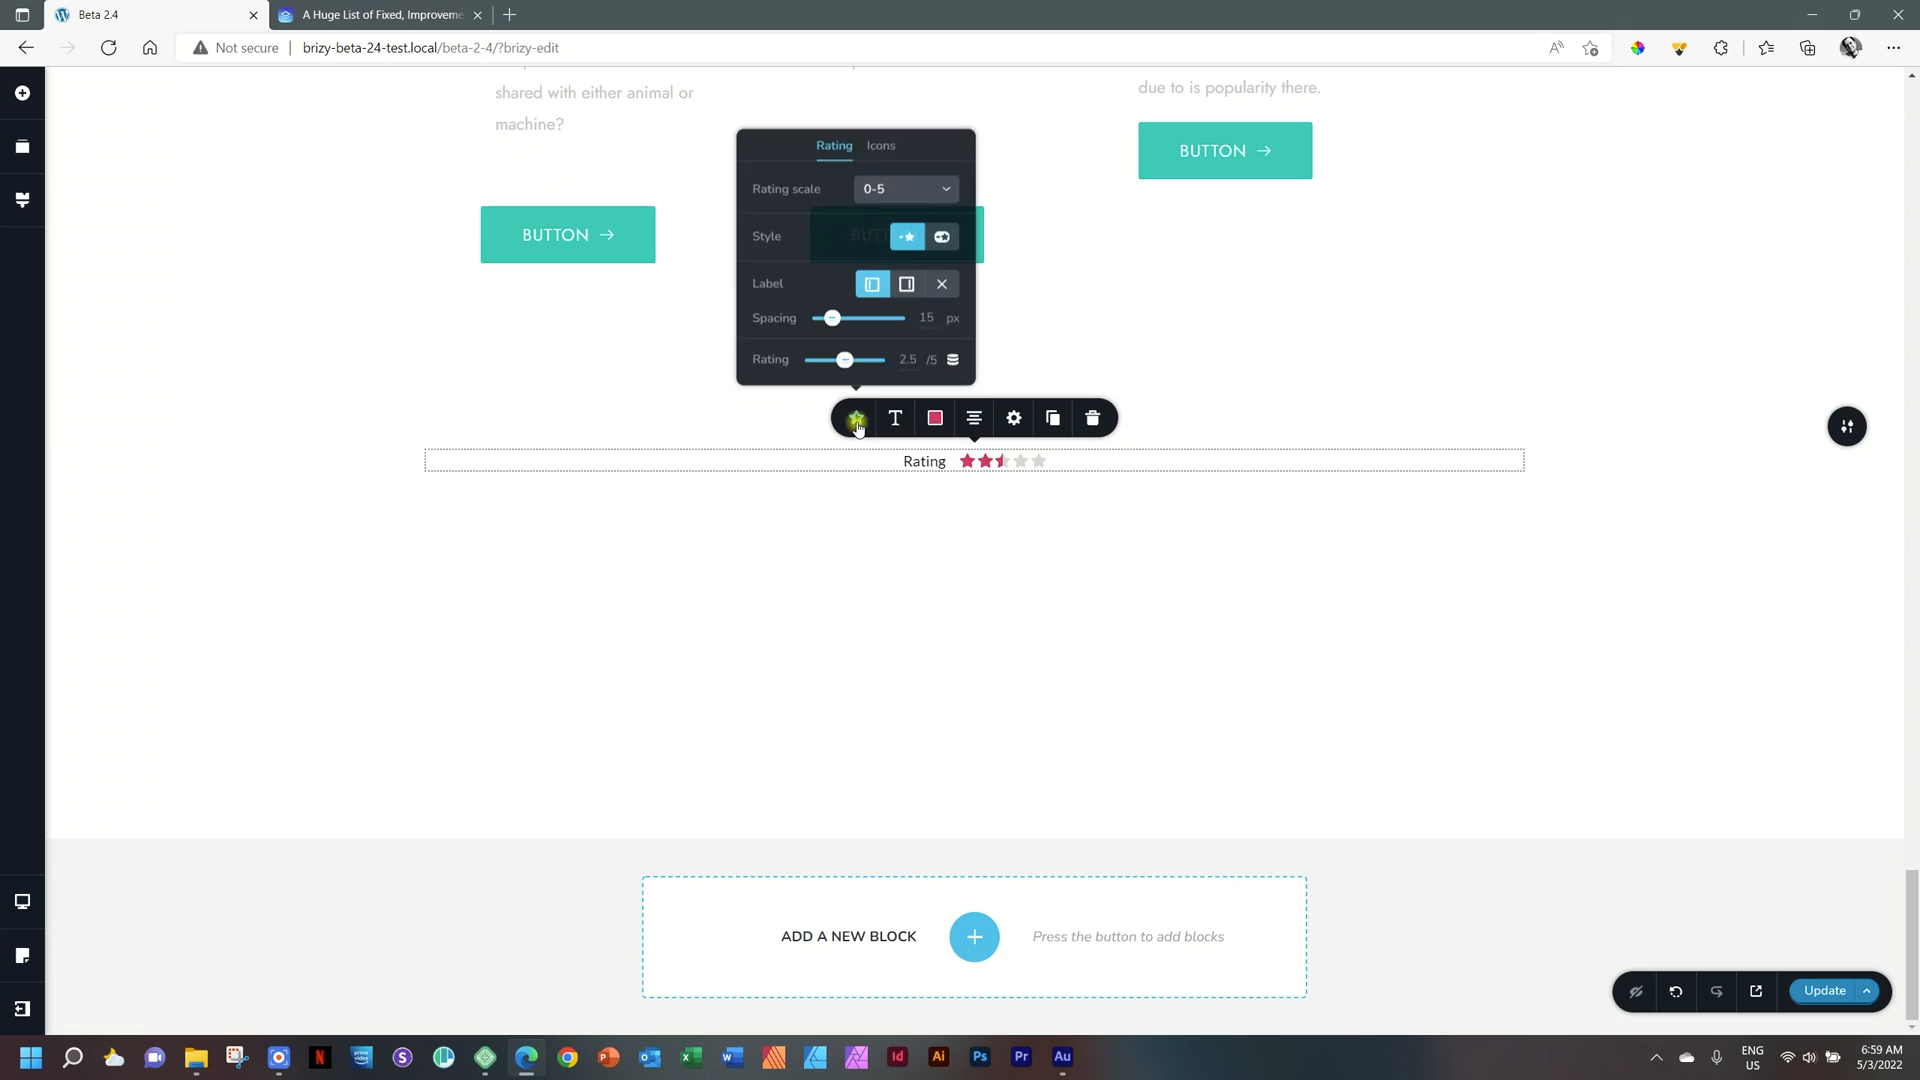 Beta 2.4
A Huge List of Fixed, Improveme
Not secure
brizy-beta-24-test.local/beta-2-4/?brizy-edit
shared with either animal or
machine?
due to is popularity there.
BUTTON →
BUTTON →
Rating Icons
Rating scale 0-5
Style
Label
Spacing 15 px
Rating 2.5 /5
Rating
ADD A NEW BLOCK
Press the button to add blocks
Update
ENG
US
6:59 AM
5/3/2022